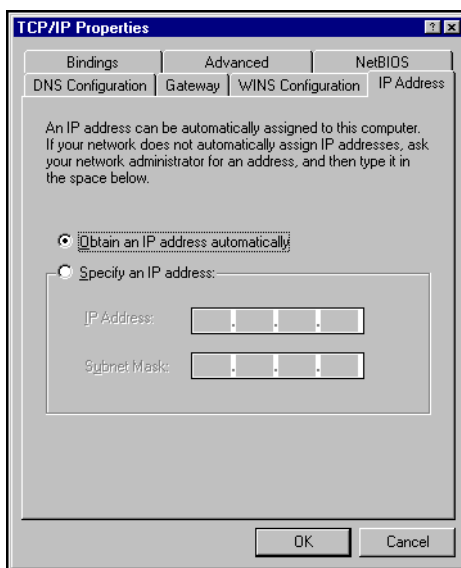 TCP/IP Properties
Bindings Advanced NetBIOS
DNS Configuration Gateway WINS Configuration IP Address
An IP address can be automatically assigned to this computer.
If your network does not automatically assign IP addresses, ask
your network administrator for an address, and then type it in
the space below.
Obtain an IP address automatically
Specify an IP address:
IP Address:
Subnet Mask:
OK Cancel